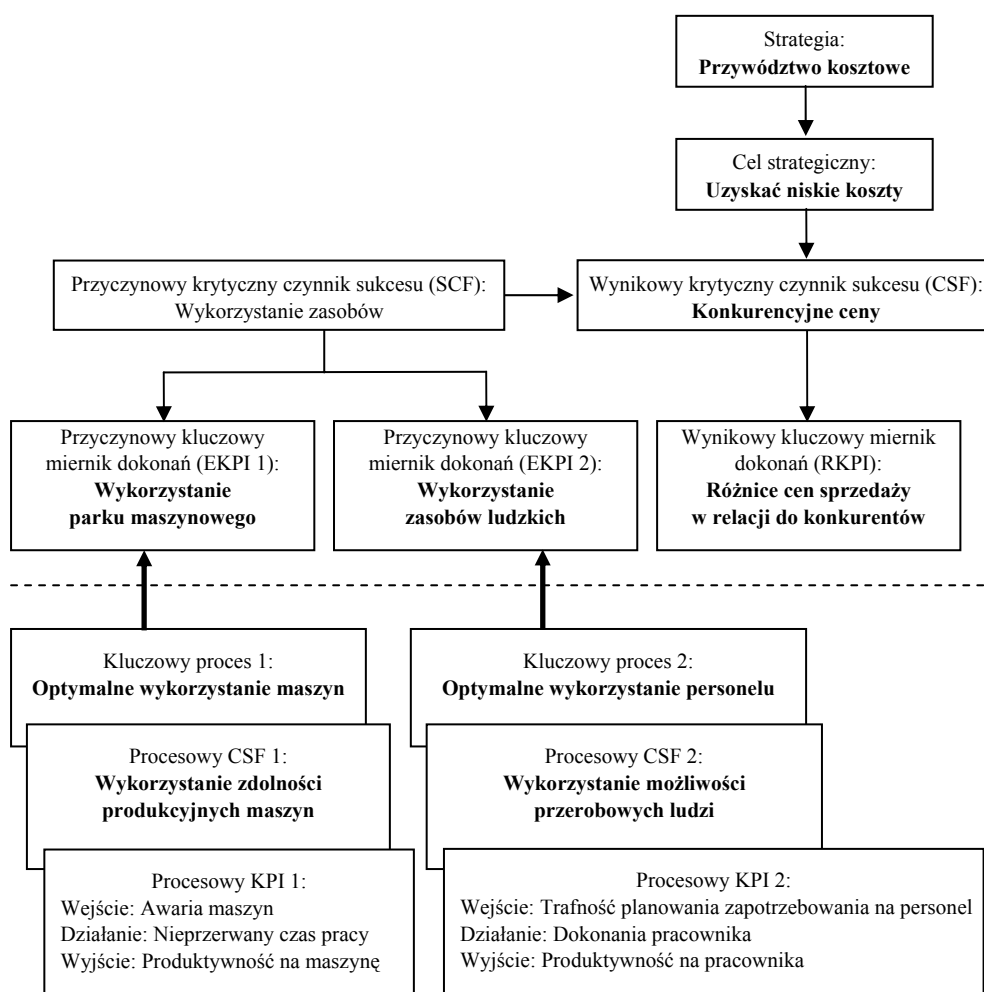 Strategia:
Przywództwo kosztowe
Cel strategiczny:
Uzyskać niskie koszty
Przyczynowy krytyczny czynnik sukcesu (SCF):
Wykorzystanie zasobów
Wynikowy krytyczny czynnik sukcesu (CSF):
Konkurencyjne ceny
Przyczynowy kluczowy
miernik dokonań (EKPI 1):
Wykorzystanie
parku maszynowego
Przyczynowy kluczowy
miernik dokonań (EKPI 2):
Wykorzystanie
zasobów ludzkich
Wynikowy kluczowy miernik
dokonań (RKPI):
Różnice cen sprzedaży
w relacji do konkurentów
Kluczowy proces 1:
Optymalne wykorzystanie maszyn
Procesowy CSF 1:
Wykorzystanie zdolności
produkcyjnych maszyn
Procesowy KPI 1:
Wejście: Awaria maszyn
Działanie: Nieprzerwany czas pracy
Wyjście: Produktywność na maszynę
Kluczowy proces 2:
Optymalne wykorzystanie personelu
Procesowy CSF 2:
Wykorzystanie możliwości
przerobowych ludzi
Procesowy KPI 2:
Wejście: Trafność planowania zapotrzebowania na personel
Działanie: Dokonania pracownika
Wyjście: Produktywność na pracownika